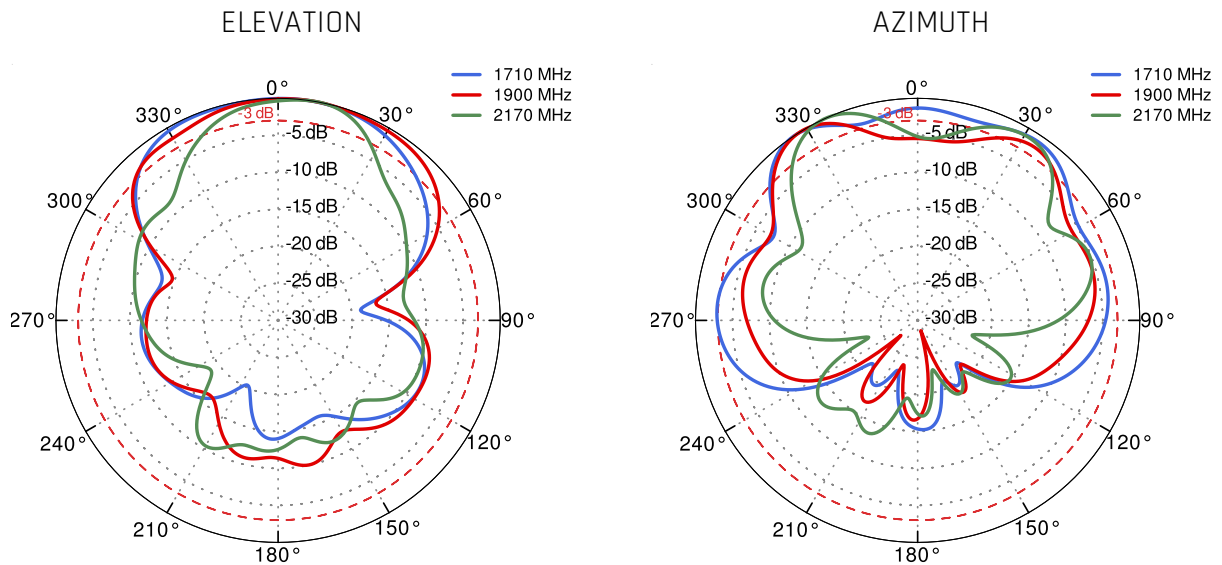 ELEVATION
1710 MHz
1900 MHz
2170 MHz
0°
30°
60°
90°
120°
150°
180°
210°
240°
270°
300°
330°
-3 dB
-5 dB
-10 dB
-15 dB
-20 dB
-25 dB
-30 dB
AZIMUTH
1710 MHz
1900 MHz
2170 MHz
0°
30°
60°
90°
120°
150°
180°
210°
240°
270°
300°
330°
-3 dB
-5 dB
-10 dB
-15 dB
-20 dB
-25 dB
-30 dB